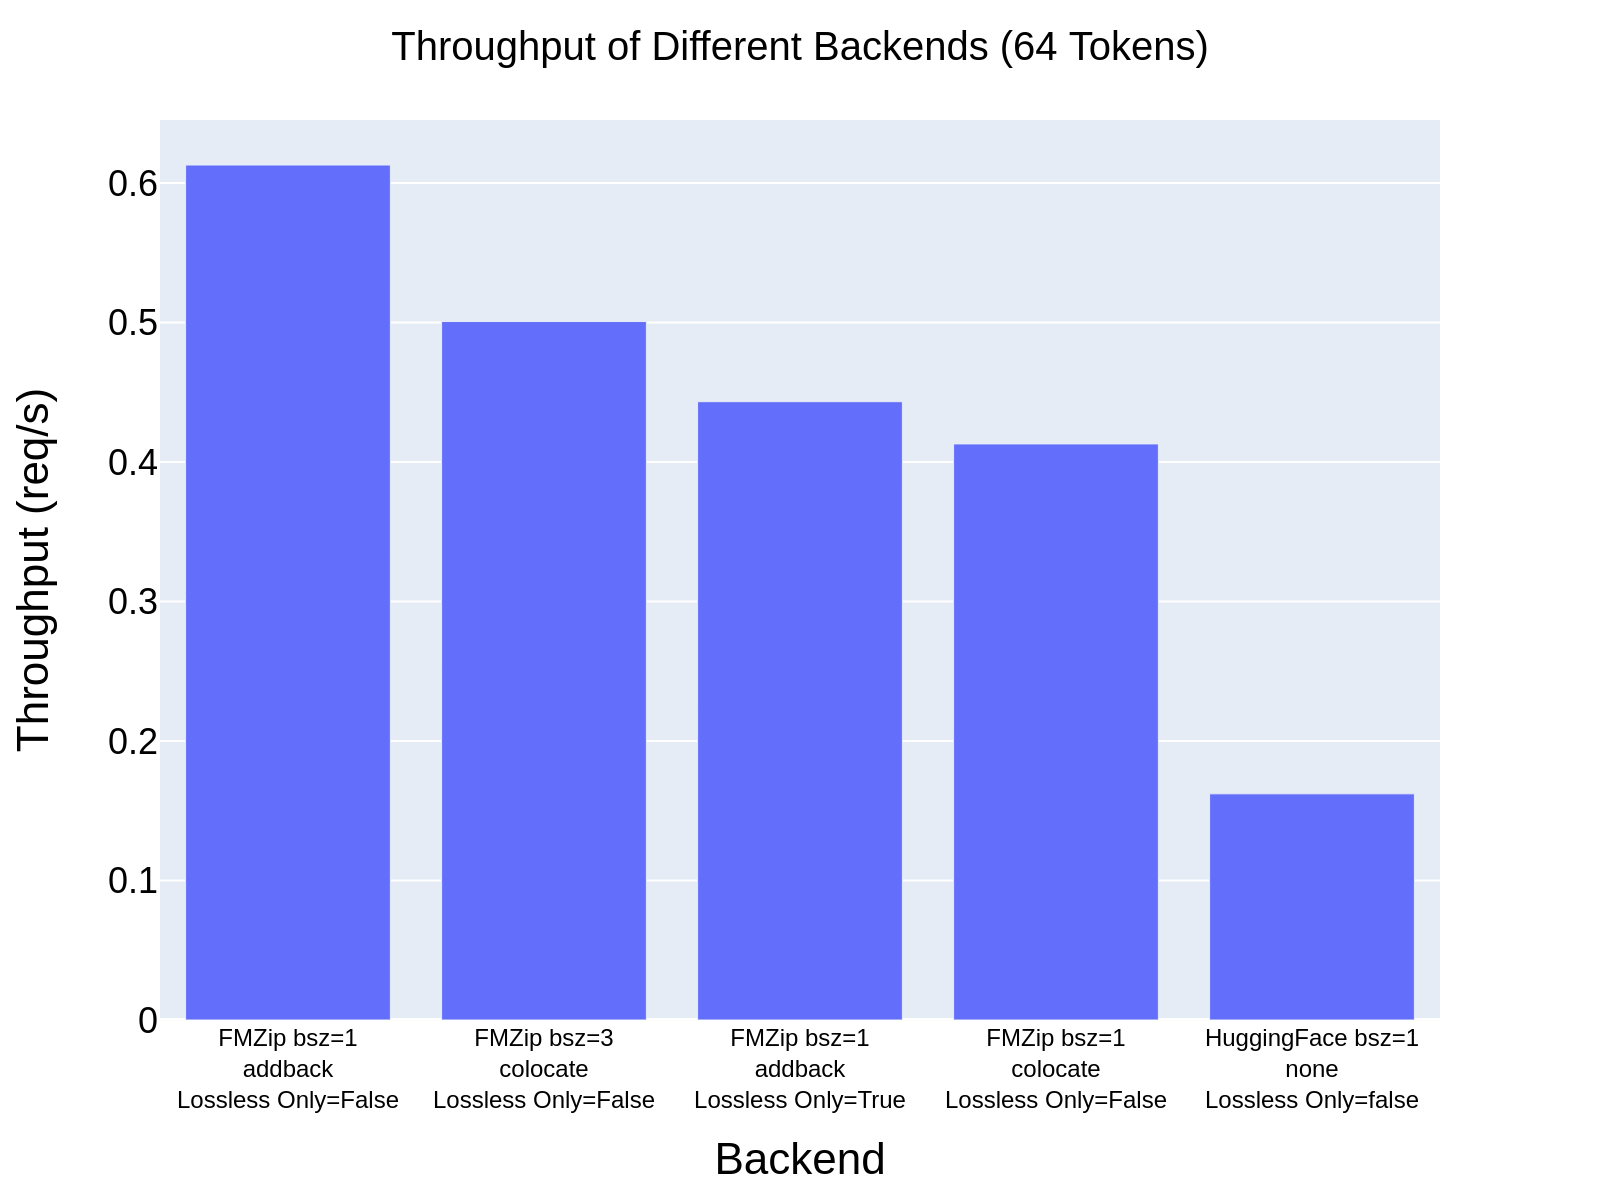 Throughput of Different Backends (64 Tokens)
Throughput (req/s)
0.6
0.5
0.4
0.3
0.2
0.1
0
FMZip bsz=1
addback
Lossless Only=False
FMZip bsz=3
colocate
Lossless Only=False
FMZip bsz=1
addback
Lossless Only=True
FMZip bsz=1
colocate
Lossless Only=False
HuggingFace bsz=1
none
Lossless Only=false
Backend